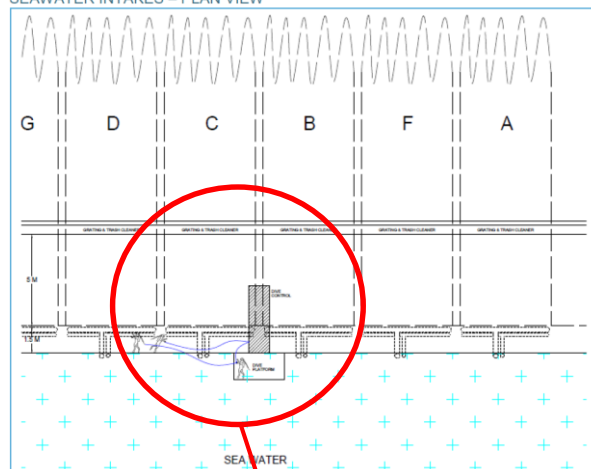 SEAWATER INTAKES – PLAN VIEW
G D C B F A
GRATING & TRASH CLEANER GRATING & TRASH CLEANER GRATING & TRASH CLEANER GRATING & TRASH CLEANER GRATING & TRASH CLEANER
5 M
DIVE
CONTROL
1.5 M
DIVE
PLATFORM
SEA WATER